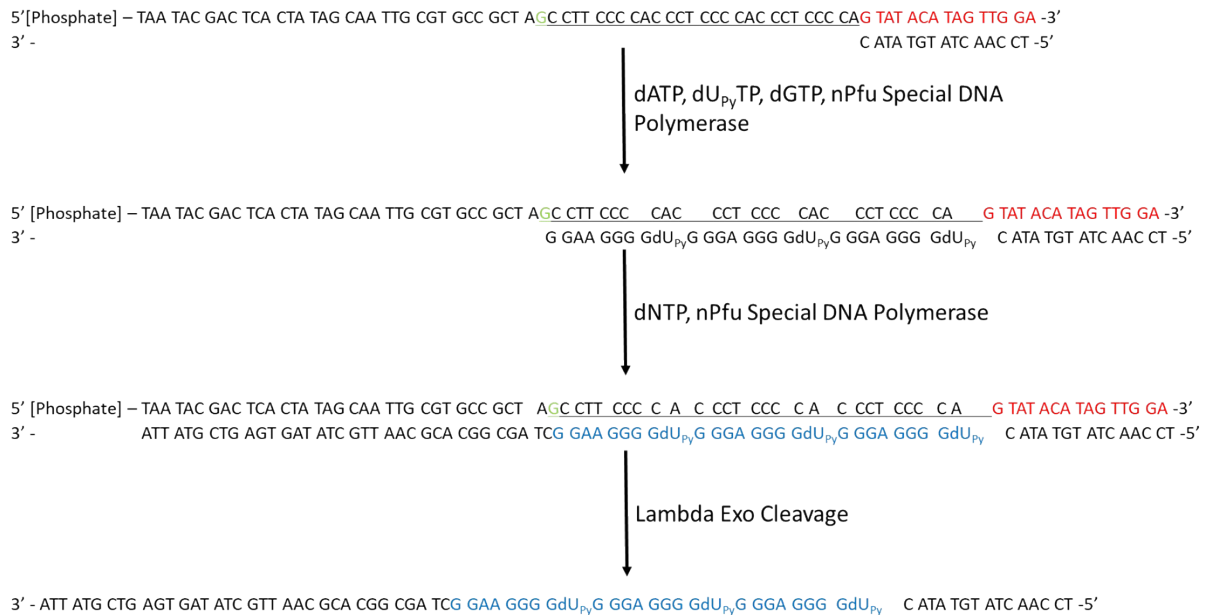 5'[Phosphate] – TAA TAC GAC TCA CTA TAG CAA TTG CGT GCC GCT AGC CTT CCC CAC CCT CCC CAC CCT CCC CAG TAT ACA TAG TTG GA -3'
3' - C ATA TGT ATC AAC CT -5'
dATP, dUPyTP, dGTP, nPfu Special DNA
Polymerase
5' [Phosphate] – TAA TAC GAC TCA CTA TAG CAA TTG CGT GCC GCT AGC CTT CCC CAC CCT CCC CAC CCT CCC CA G TAT ACA TAG TTG GA -3'
3' - G GAA GGG GdUPyG GGA GGG GdUPyG GGA GGG GdUPy C ATA TGT ATC AAC CT -5'
dNTP, nPfu Special DNA Polymerase
5' [Phosphate] – TAA TAC GAC TCA CTA TAG CAA TTG CGT GCC GCT AGC CTT CCC C A C CCT CCC C A C CCT CCC C A G TAT ACA TAG TTG GA -3'
3' - ATT ATG CTG AGT GAT ATC GTT AAC GCA CGG CGA TCG GAA GGG GdUPyG GGA GGG GdUPyG GGA GGG GdUPy C ATA TGT ATC AAC CT -5'
Lambda Exo Cleavage
3' - ATT ATG CTG AGT GAT ATC GTT AAC GCA CGG CGA TCG GAA GGG GdUPyG GGA GGG GdUPyG GGA GGG GdUPy C ATA TGT ATC AAC CT -5'